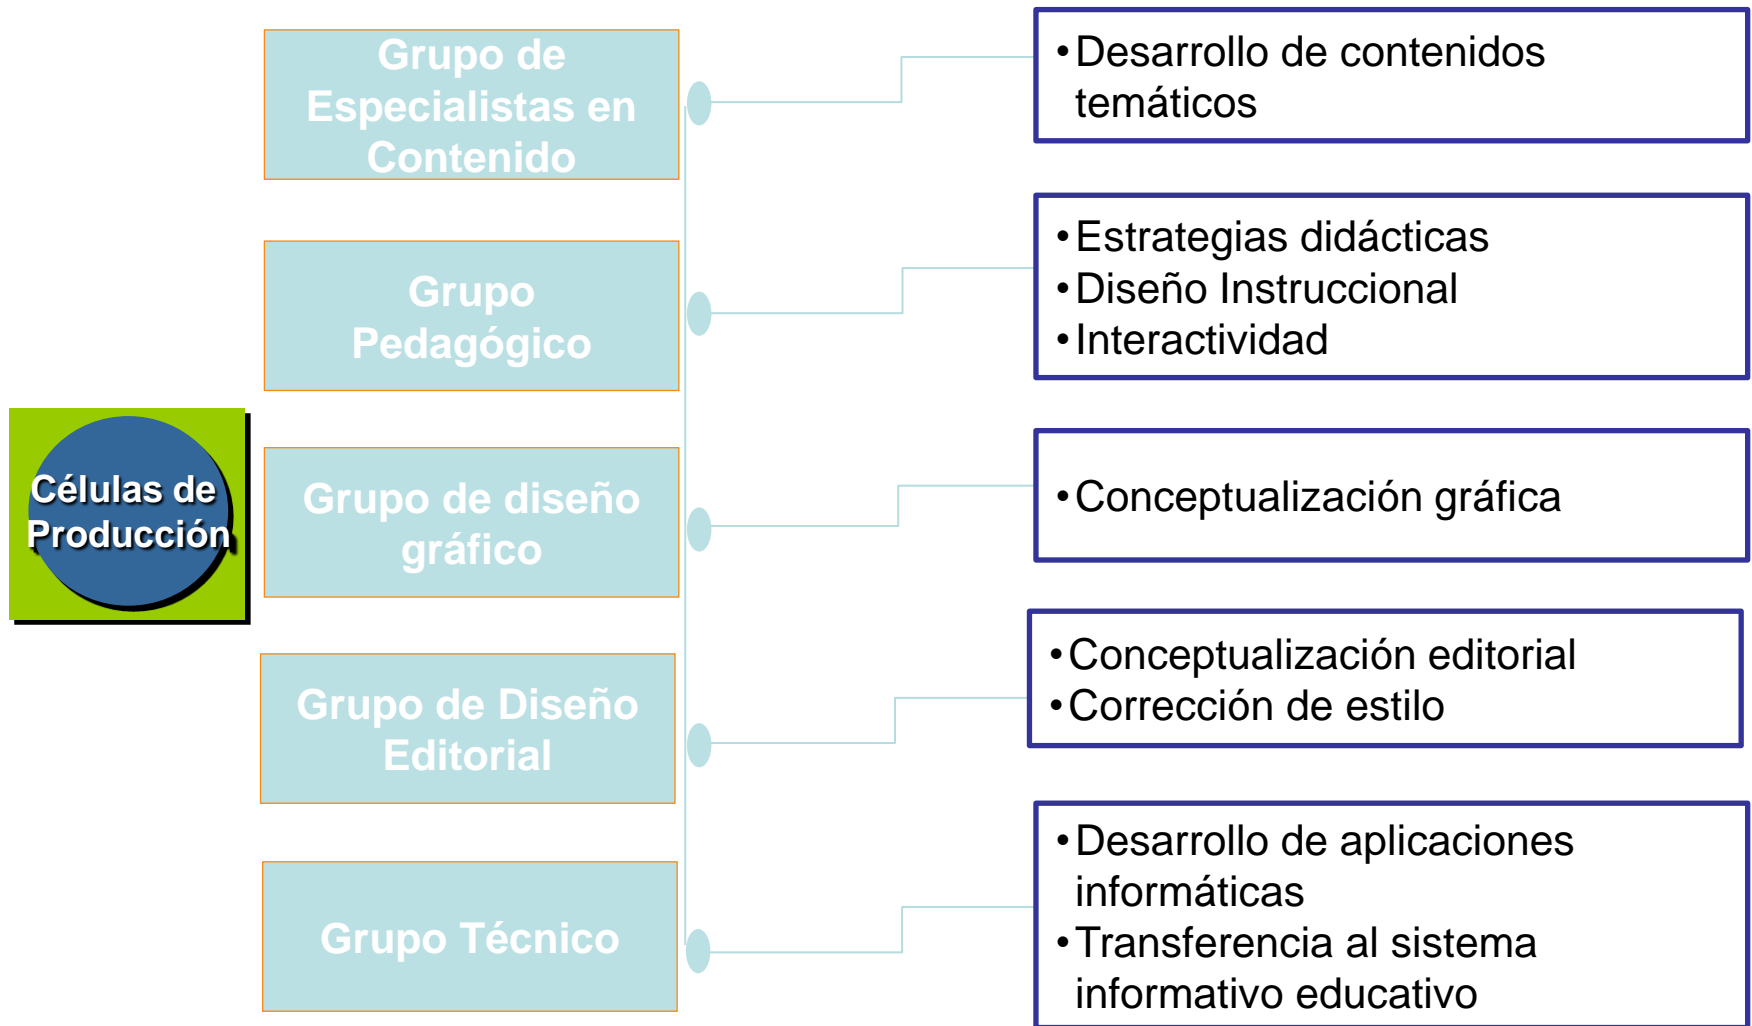 Grupo de
Especialistas en
Contenido
•Desarrollo de contenidos
temáticos
Grupo
Pedagógico
•Estrategias didácticas
•Diseño Instruccional
•Interactividad
Células de
Producción
Grupo de diseño
gráfico
•Conceptualización gráfica
Grupo de Diseño
Editorial
•Conceptualización editorial
•Corrección de estilo
Grupo Técnico
•Desarrollo de aplicaciones
informáticas
•Transferencia al sistema
informativo educativo